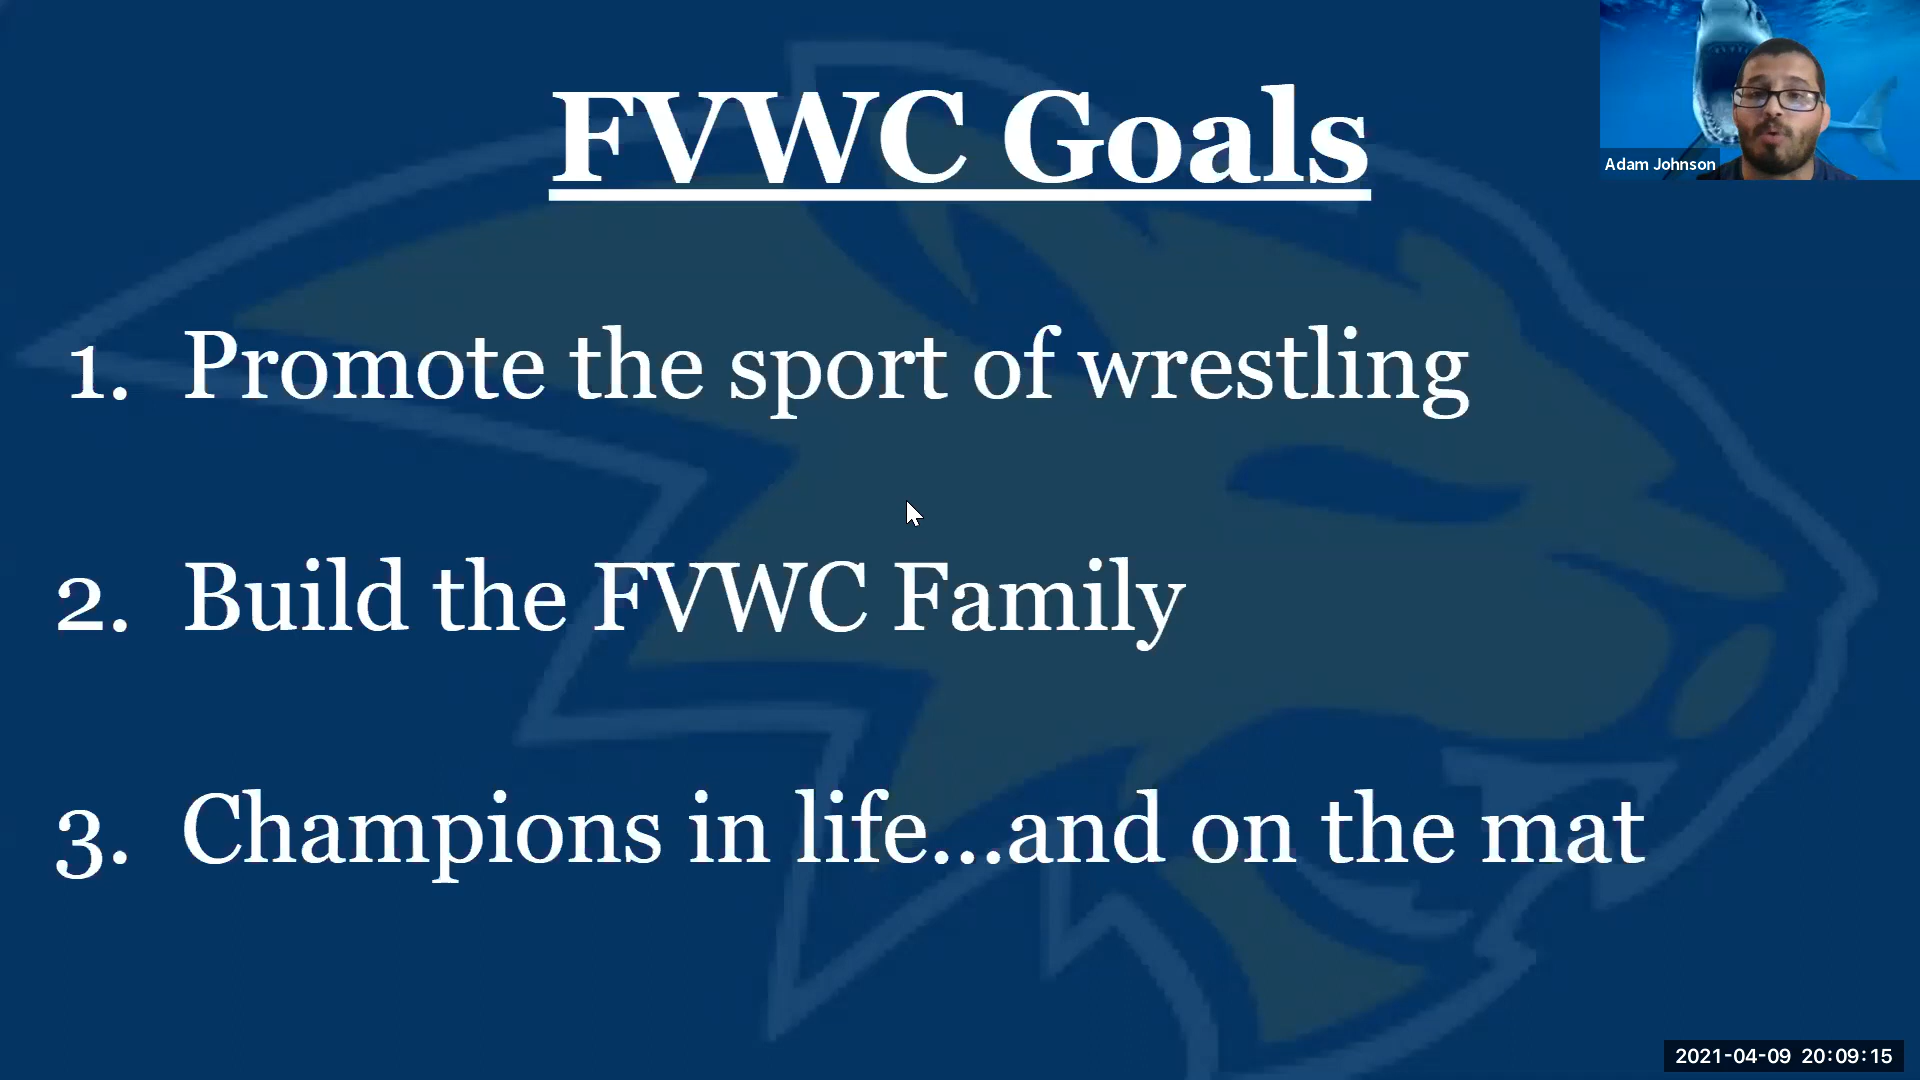 FVWC Goals
Adam Johnson
1. Promote the sport of wrestling
2. Build the FVWC Family
3. Champions in life...and on the mat
2021-04-09 20:09:15